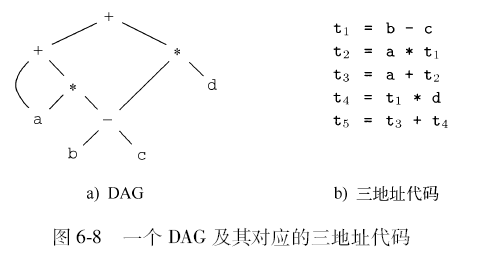 +
+ *
* d
a -
b c
a) DAG
t₁ = b - c
t₂ = a * t₁
t₃ = a + t₂
t₄ = t₁ * d
t₅ = t₃ + t₄
b) 三地址代码
图 6-8 一个 DAG 及其对应的三地址代码